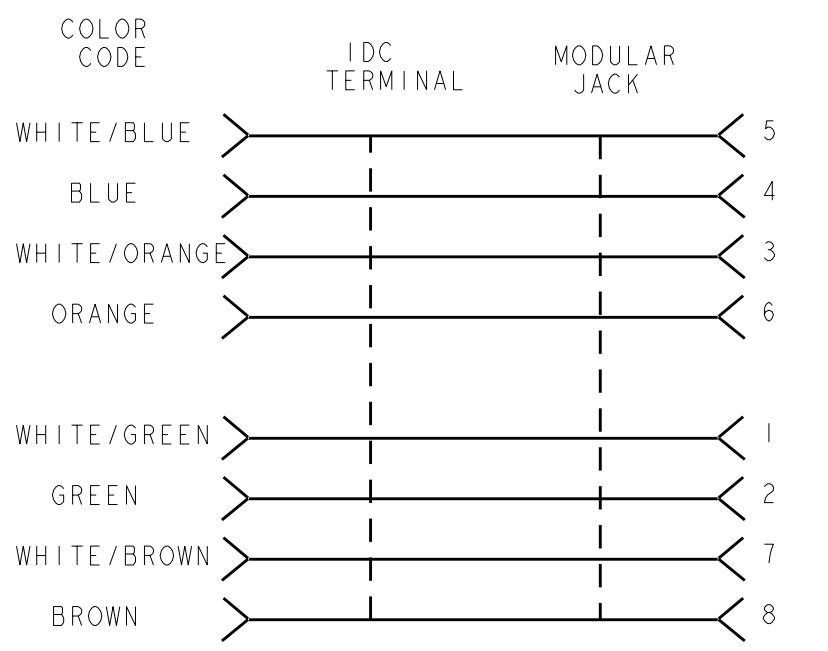 COLOR
CODE
IDC
TERMINAL
MODULAR
JACK
WHITE/BLUE 5
BLUE 4
WHITE/ORANGE 3
ORANGE 6
WHITE/GREEN 1
GREEN 2
WHITE/BROWN 7
BROWN 8